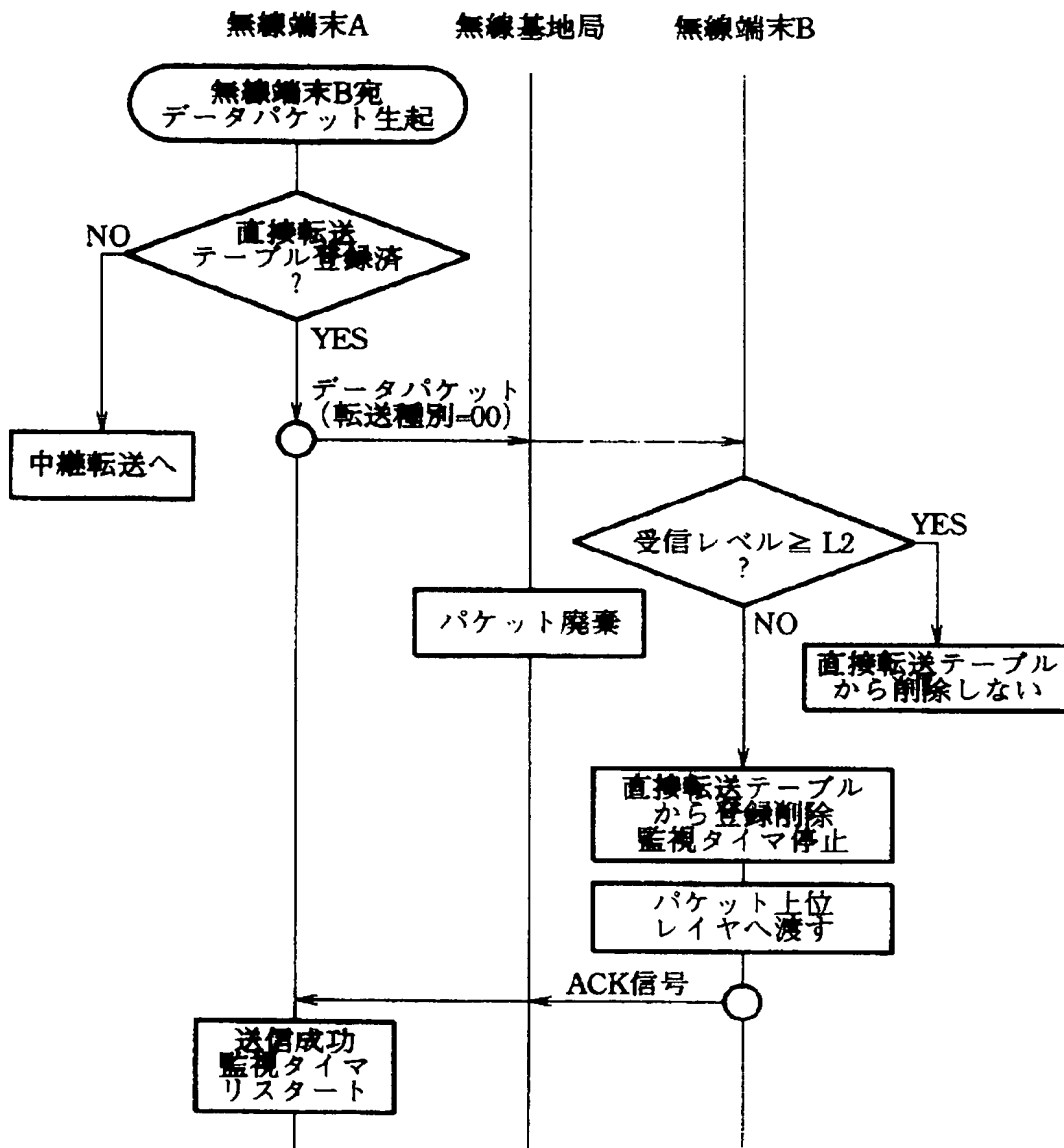 無線端末A
無線基地局
無線端末B
無線端末B宛
データパケット生起
直接転送
テーブル登録済
?
NO
YES
データパケット
(転送種別=00)
中継転送へ
受信レベル≧L2
?
YES
NO
パケット廃棄
直接転送テーブル
から削除しない
直接転送テーブル
から登録削除
監視タイマ停止
パケット上位
レイヤへ渡す
ACK信号
送信成功
監視タイマ
リスタート